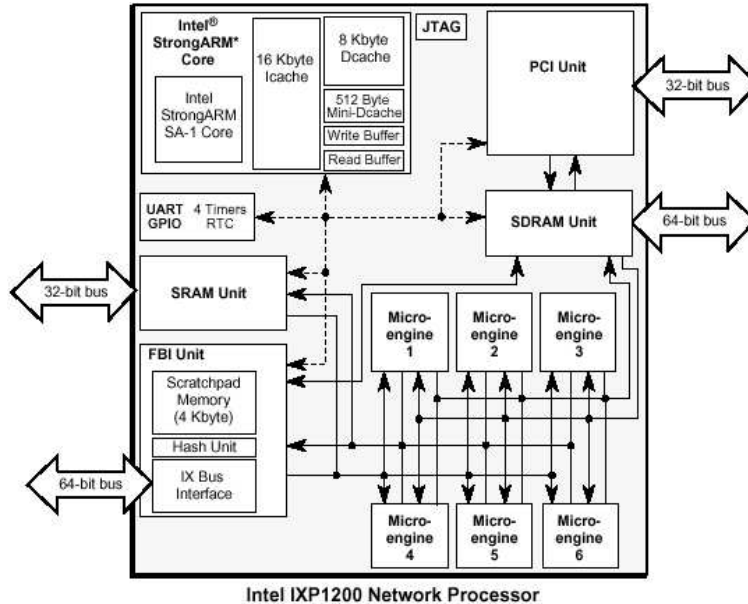 Intel®
StrongARM*
Core
Intel
StrongARM
SA-1 Core
16 Kbyte
Icache
8 Kbyte
Dcache
512 Byte
Mini-Dcache
Write Buffer
Read Buffer
JTAG
PCI Unit
32-bit bus
UART 4 Timers
GPIO RTC
SDRAM Unit
64-bit bus
SRAM Unit
32-bit bus
Micro-
engine
1
Micro-
engine
2
Micro-
engine
3
FBI Unit
Scratchpad
Memory
(4 Kbyte)
Hash Unit
IX Bus
Interface
64-bit bus
Micro-
engine
4
Micro-
engine
5
Micro-
engine
6
Intel IXP1200 Network Processor